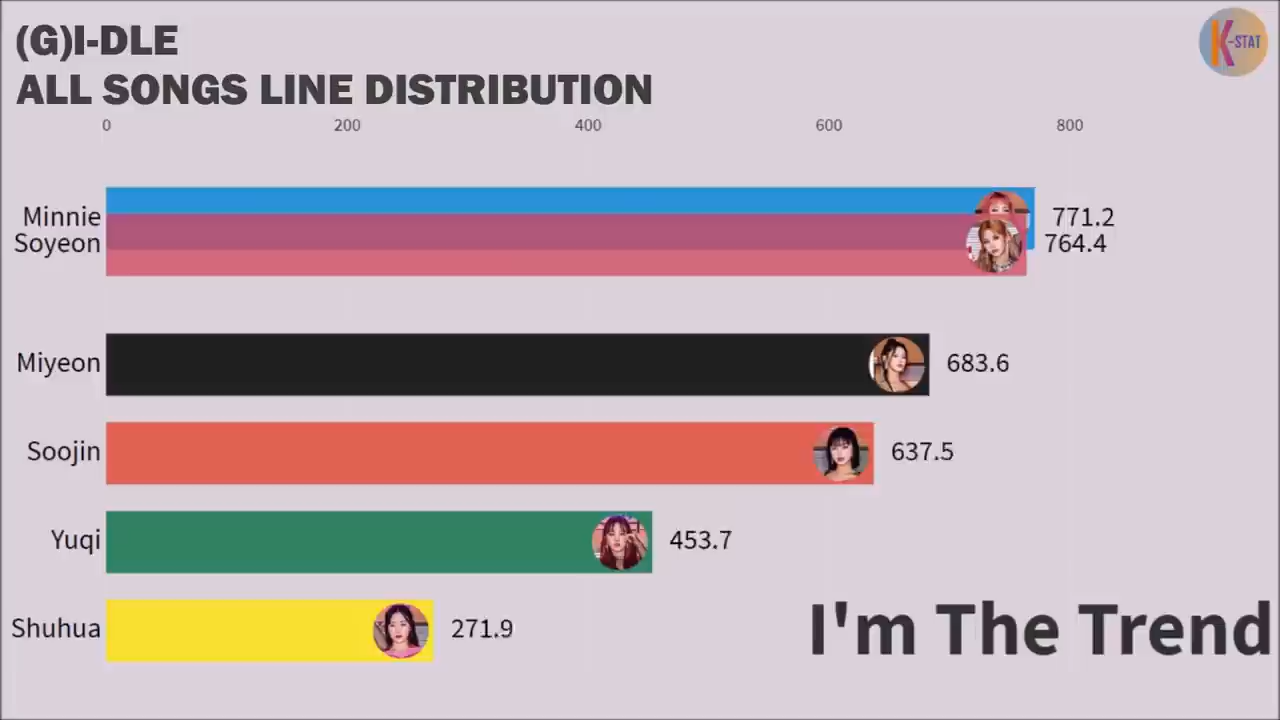 (G)I-DLE
ALL SONGS LINE DISTRIBUTION
K-STAT
0 200 400 600 800
Minnie 771.2
Soyeon 764.4
Miyeon 683.6
Soojin 637.5
Yuqi 453.7
Shuhua 271.9
I'm The Trend